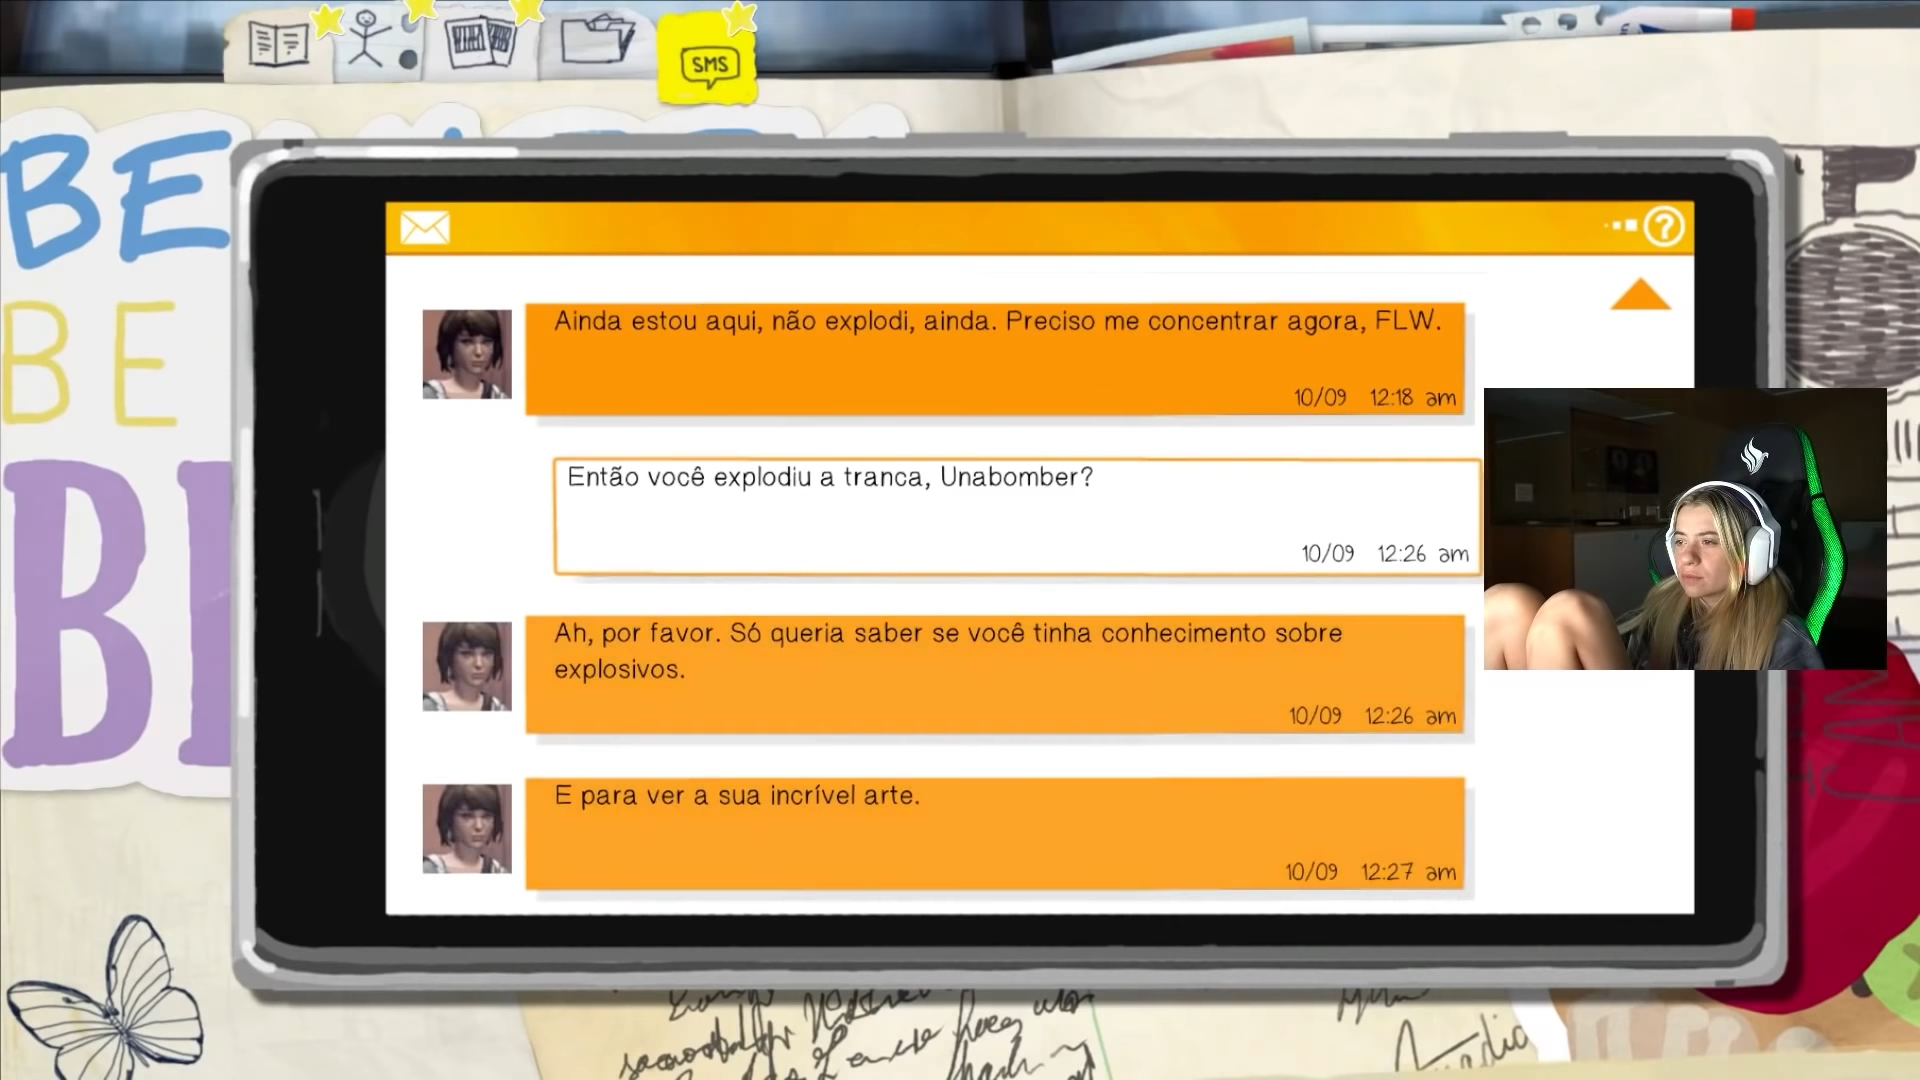 SMS
BE
BE
Ainda estou aqui, não explodi, ainda. Preciso me concentrar agora, FLW.
10/09 12:18 am
Então você explodiu a tranca, Unabomber?
10/09 12:26 am
Ah, por favor. Só queria saber se você tinha conhecimento sobre
explosivos.
10/09 12:26 am
E para ver a sua incrível arte.
10/09 12:27 am